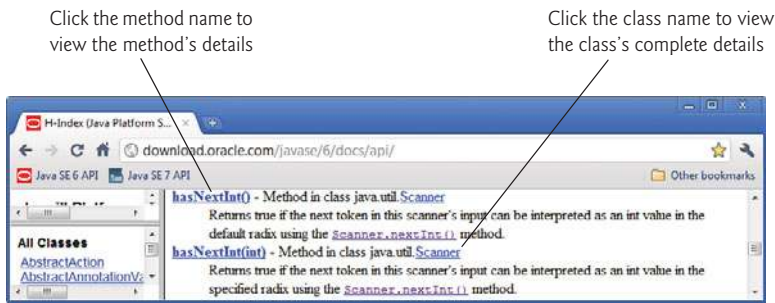 Click the method name to
view the method's details
Click the class name to view
the class's complete details
H-Index (Java Platform S...
download.oracle.com/javase/6/docs/api/
Java SE 6 API
Java SE 7 API
Other bookmarks
All Classes
AbstractAction
AbstractAnnotationVa
hasNextInt() - Method in class java.util.Scanner
Returns true if the next token in this scanner's input can be interpreted as an int value in the
default radix using the Scanner.nextInt() method.
hasNextInt(int) - Method in class java.util.Scanner
Returns true if the next token in this scanner's input can be interpreted as an int value in the
specified radix using the Scanner.nextInt() method.